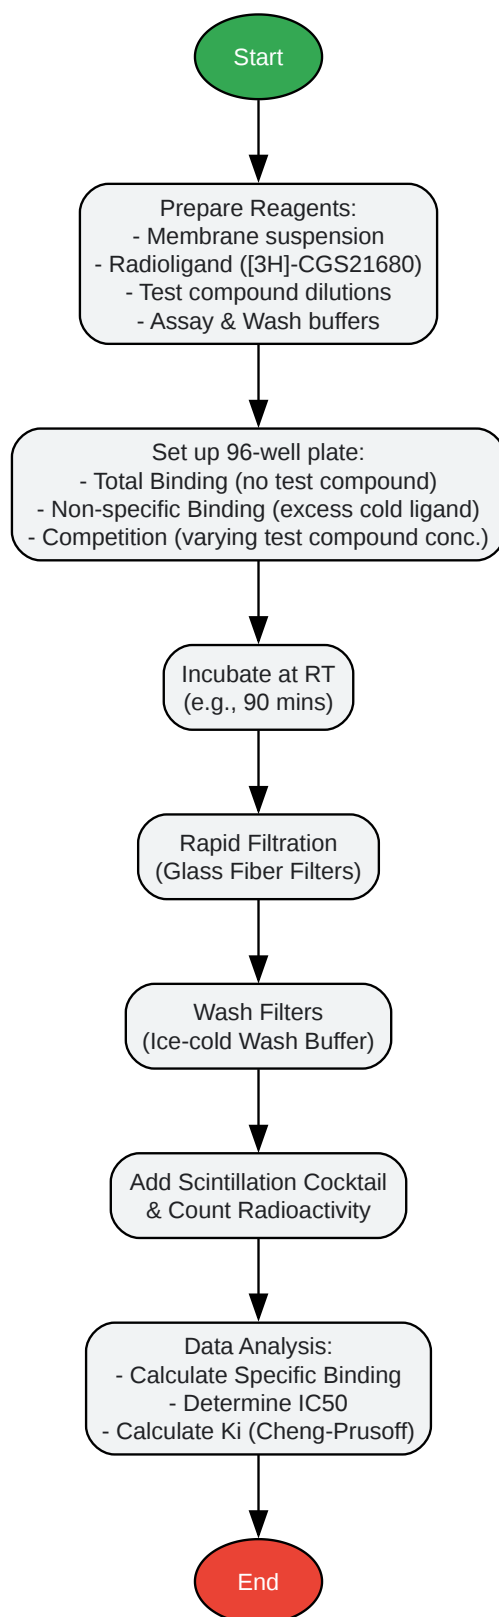 Start
Prepare Reagents:
- Membrane suspension
- Radioligand ([3H]-CGS21680)
- Test compound dilutions
- Assay & Wash buffers
Set up 96-well plate:
- Total Binding (no test compound)
- Non-specific Binding (excess cold ligand)
- Competition (varying test compound conc.)
Incubate at RT
(e.g., 90 mins)
Rapid Filtration
(Glass Fiber Filters)
Wash Filters
(Ice-cold Wash Buffer)
Add Scintillation Cocktail
& Count Radioactivity
Data Analysis:
- Calculate Specific Binding
- Determine IC50
- Calculate Ki (Cheng-Prusoff)
End